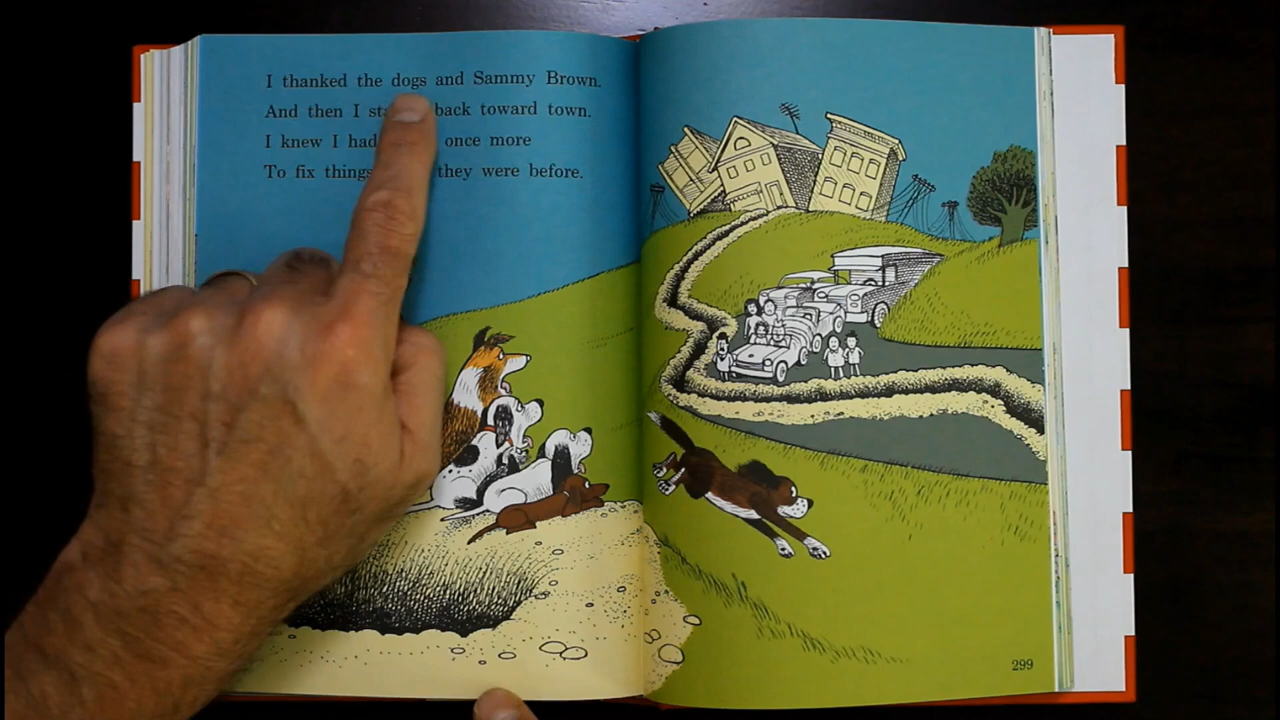 I thanked the dogs and Sammy Brown.
And then I back toward town.
I knew I had once more
To fix things they were before.
299